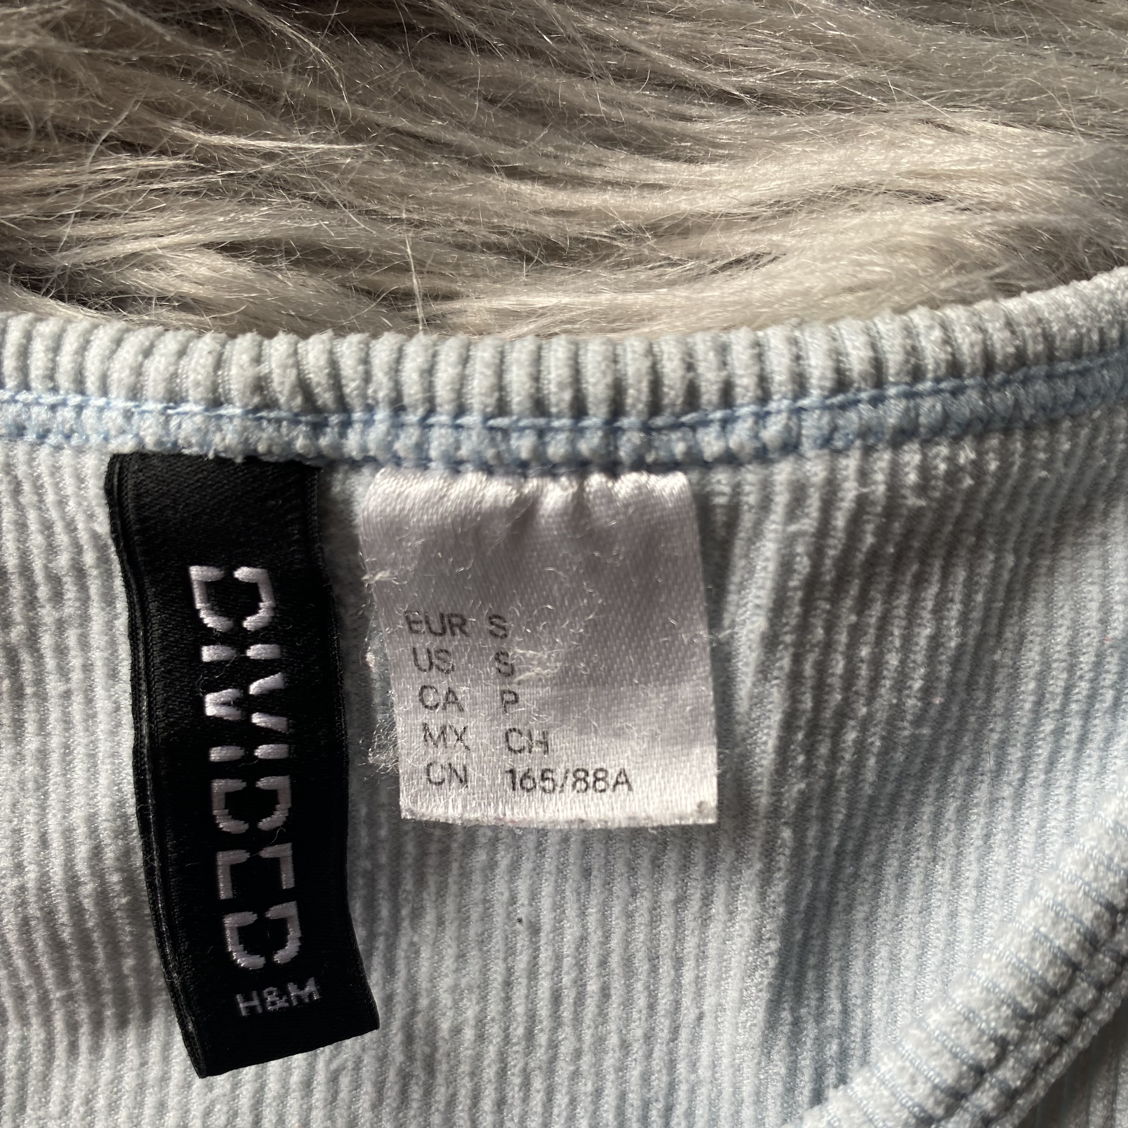 DIVIDED
H&M
EUR S
US S
CA P
MX CH
CN 165/88A